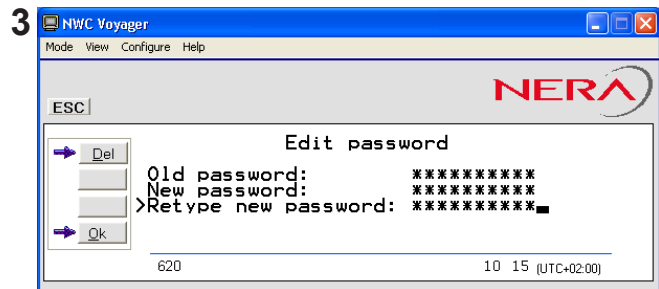 3
NWC Voyager
Mode View Configure Help
NERA
ESC
Edit password
Del
Old password: **********
New password: **********
>Retype new password: **********
Ok
620 10 15 (UTC+02:00)